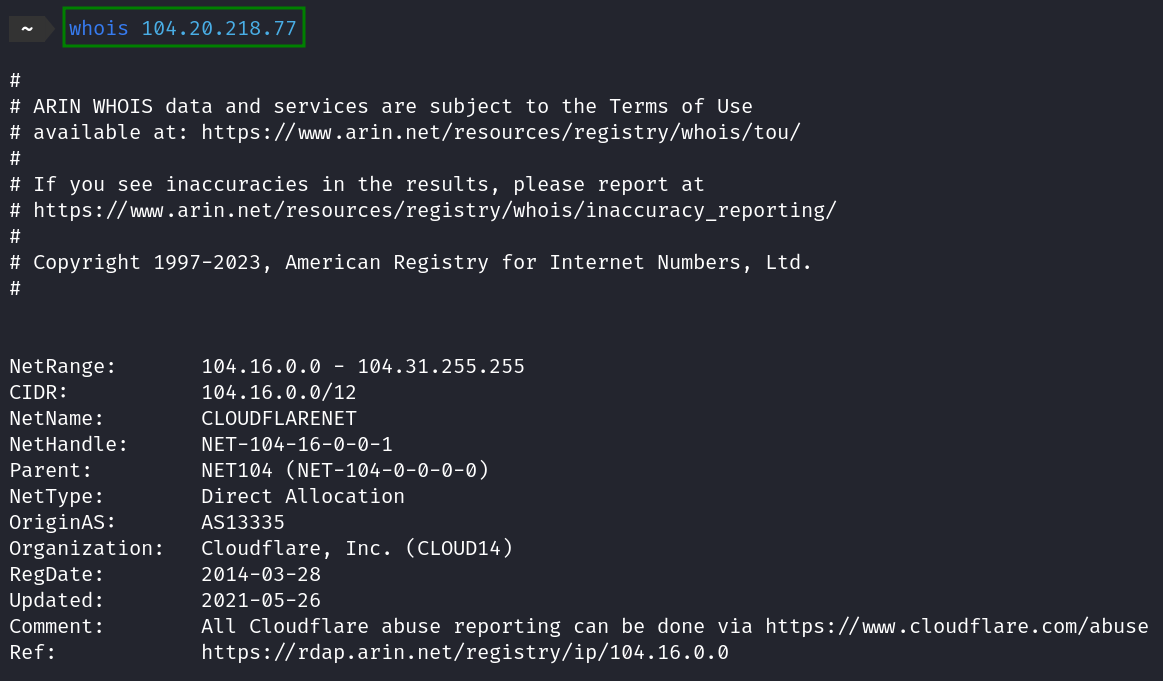 ~ whois 104.20.218.77
#
# ARIN WHOIS data and services are subject to the Terms of Use
# available at: https://www.arin.net/resources/registry/whois/tou/
#
# If you see inaccuracies in the results, please report at
# https://www.arin.net/resources/registry/whois/inaccuracy_reporting/
#
# Copyright 1997-2023, American Registry for Internet Numbers, Ltd.
#
NetRange: 104.16.0.0 - 104.31.255.255
CIDR: 104.16.0.0/12
NetName: CLOUDFLARENET
NetHandle: NET-104-16-0-0-1
Parent: NET104 (NET-104-0-0-0-0)
NetType: Direct Allocation
OriginAS: AS13335
Organization: Cloudflare, Inc. (CLOUD14)
RegDate: 2014-03-28
Updated: 2021-05-26
Comment: All Cloudflare abuse reporting can be done via https://www.cloudflare.com/abuse
Ref: https://rdap.arin.net/registry/ip/104.16.0.0